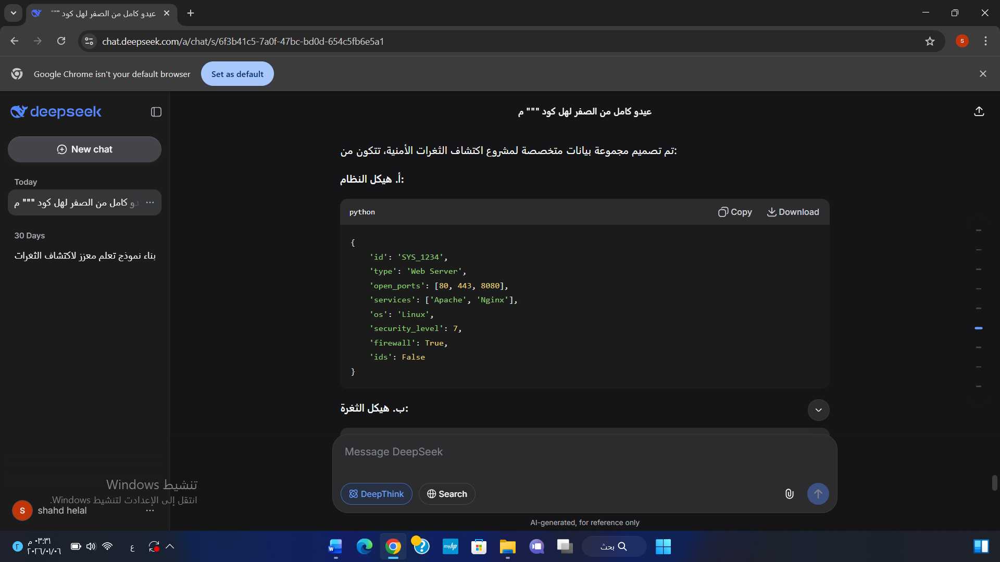 عيدو كامل من الصفر لهل كود """
chat.deepseek.com/a/chat/s/6f3b41c5-7a0f-47bc-bd0d-654c5fb6e5a1
S
Google Chrome isn't your default browser
Set as default
deepseek
New chat
Today
دو كامل من الصفر لهل كود """ م
30 Days
بناء نموذج تعلم معزز لاكتشاف الثغرات
عيدو كامل من الصفر لهل كود """ م
تم تصميم مجموعة بيانات متخصصة لمشروع اكتشاف الثغرات الأمنية، تتكون من:
أ. هيكل النظام:
python
Copy
Download
{
'id': 'SYS_1234',
'type': 'Web Server',
'open_ports': [80, 443, 8080],
'services': ['Apache', 'Nginx'],
'os': 'Linux',
'security_level': 7,
'firewall': True,
'ids': False
}
ب. هيكل الثغرة:
Message DeepSeek
DeepThink
Search
AI-generated, for reference only
تنشيط Windows
انتقل إلى الإعدادت لتنشيط Windows.
S
shahd helal
٢
٠٣:٣١ م
٢٠٢٦/٠١/٠٦
ع
W
myhp
بحث